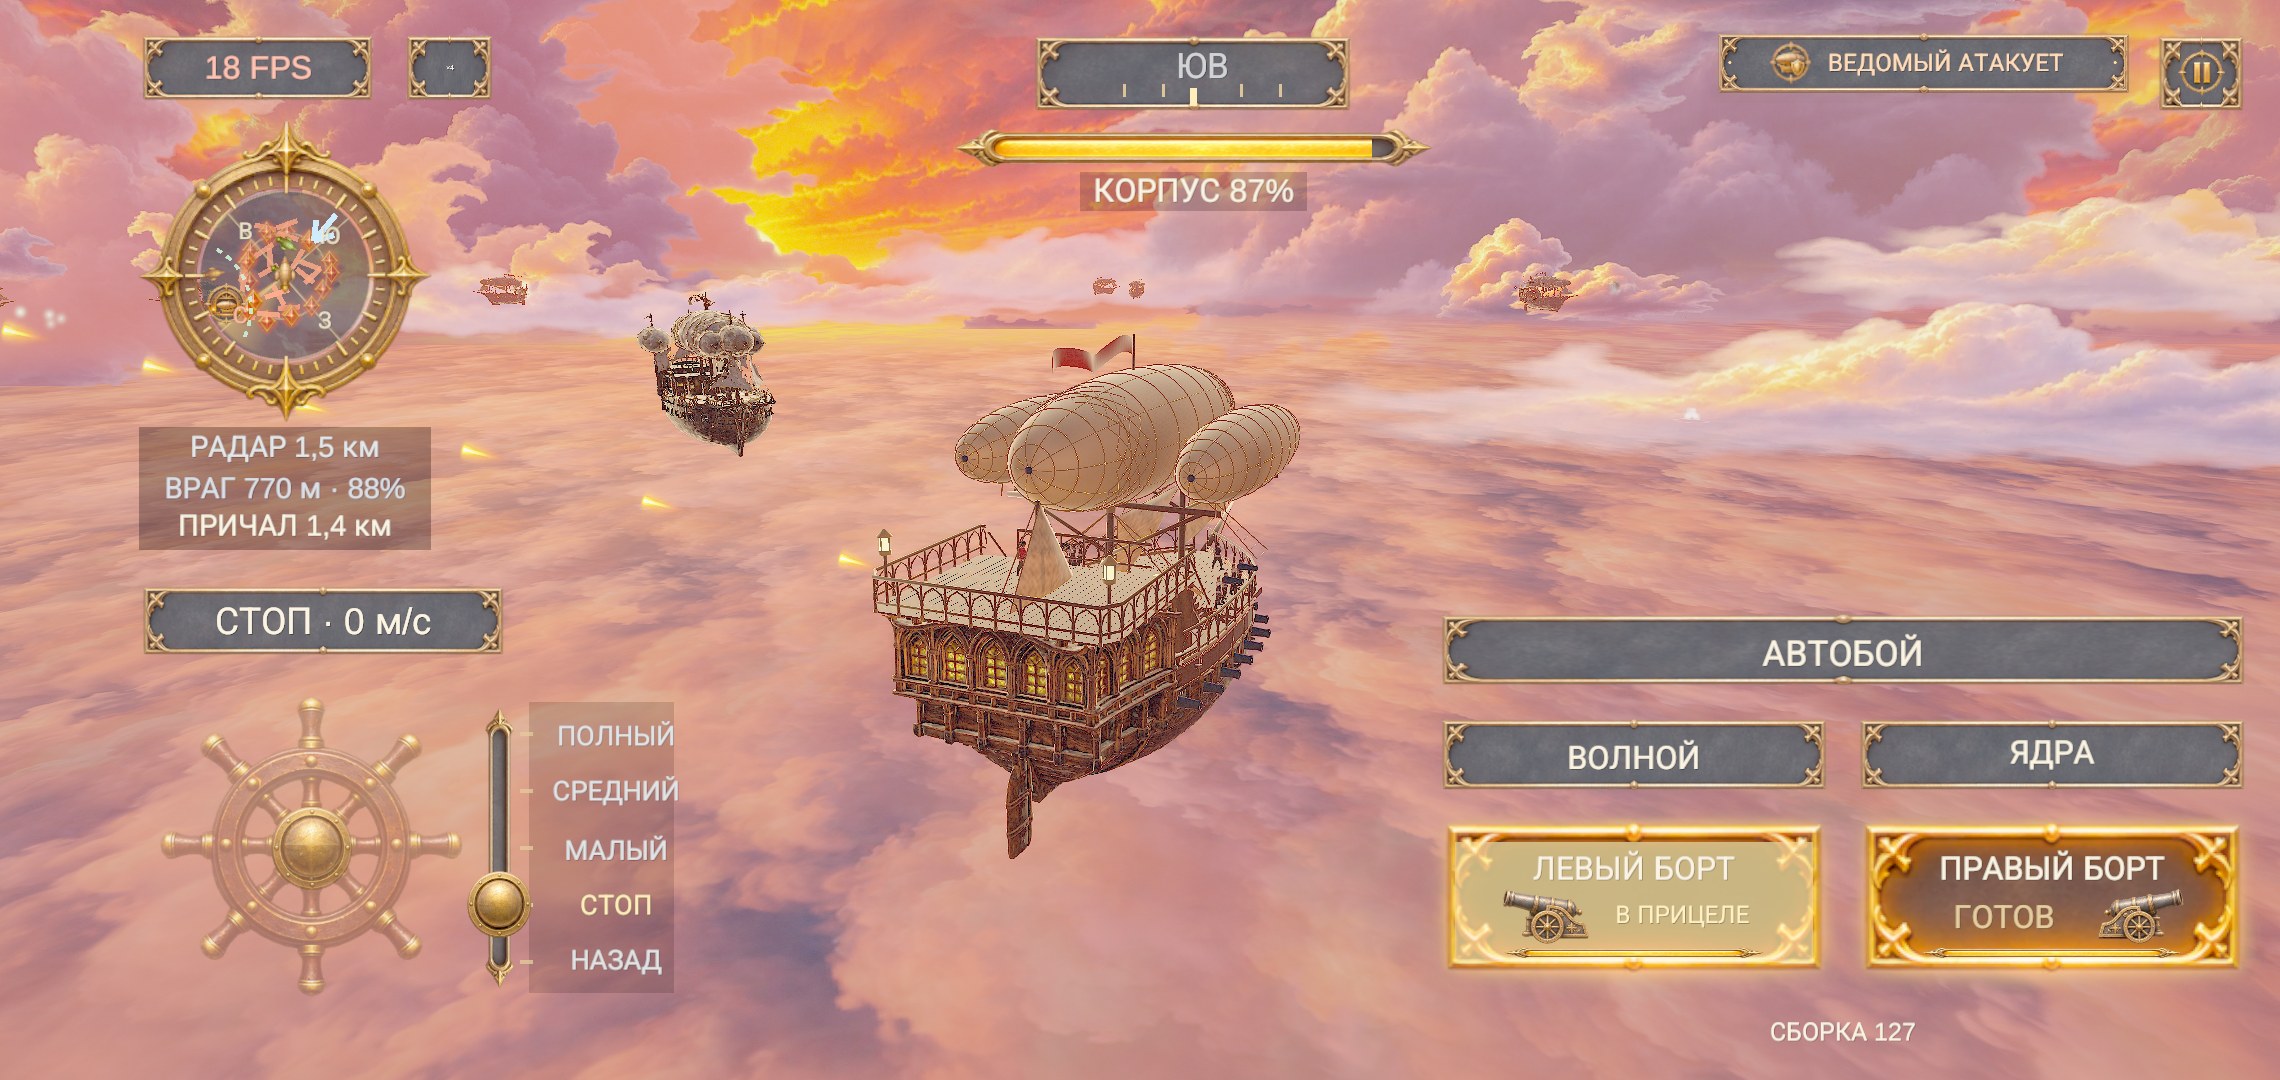 18 FPS
×4
ЮВ
ВЕДОМЫЙ АТАКУЕТ
КОРПУС 87%
В
Ю
С
З
РАДАР 1,5 км
ВРАГ 770 м · 88%
ПРИЧАЛ 1,4 км
СТОП · 0 м/с
ПОЛНЫЙ
СРЕДНИЙ
МАЛЫЙ
СТОП
НАЗАД
АВТОБОЙ
ВОЛНОЙ
ЯДРА
ЛЕВЫЙ БОРТ
В ПРИЦЕЛЕ
ПРАВЫЙ БОРТ
ГОТОВ
СБОРКА 127